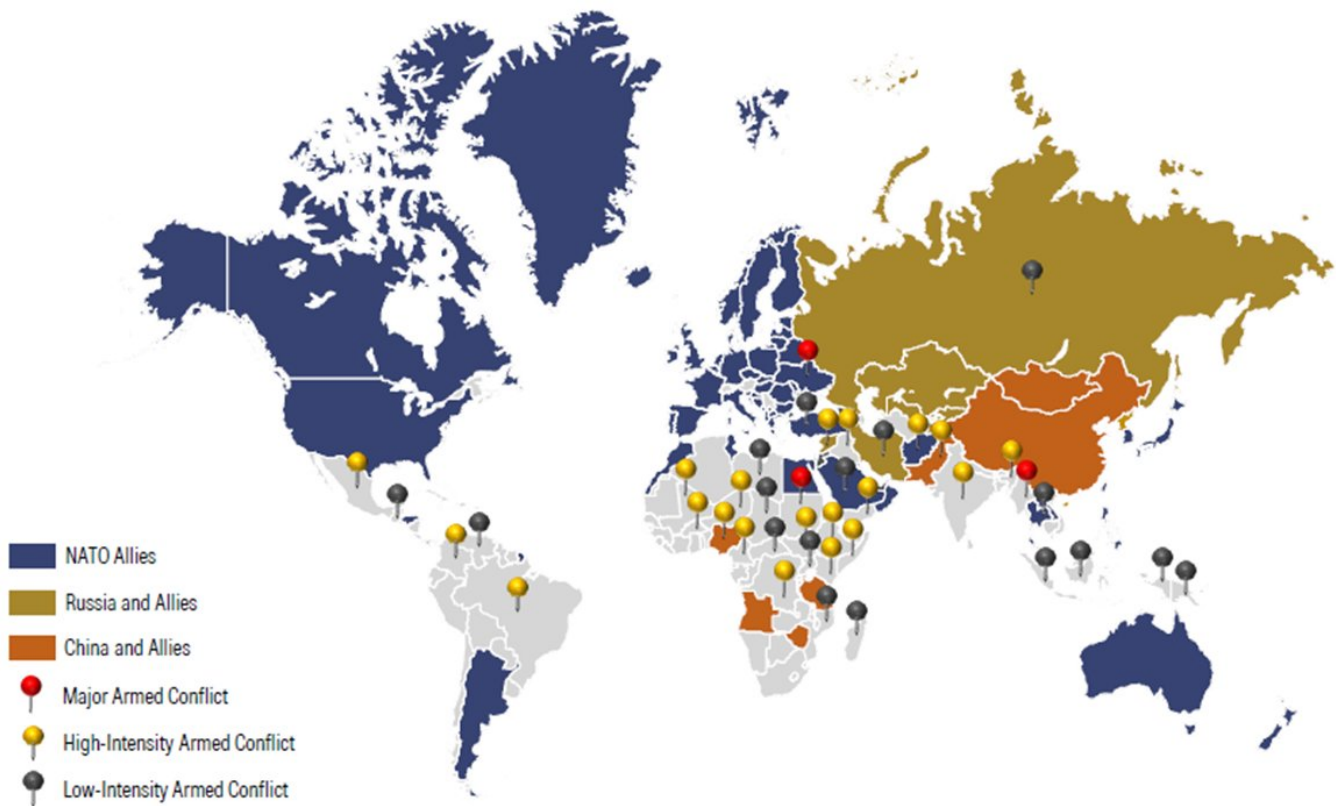 NATO Allies
Russia and Allies
China and Allies
Major Armed Conflict
High-Intensity Armed Conflict
Low-Intensity Armed Conflict